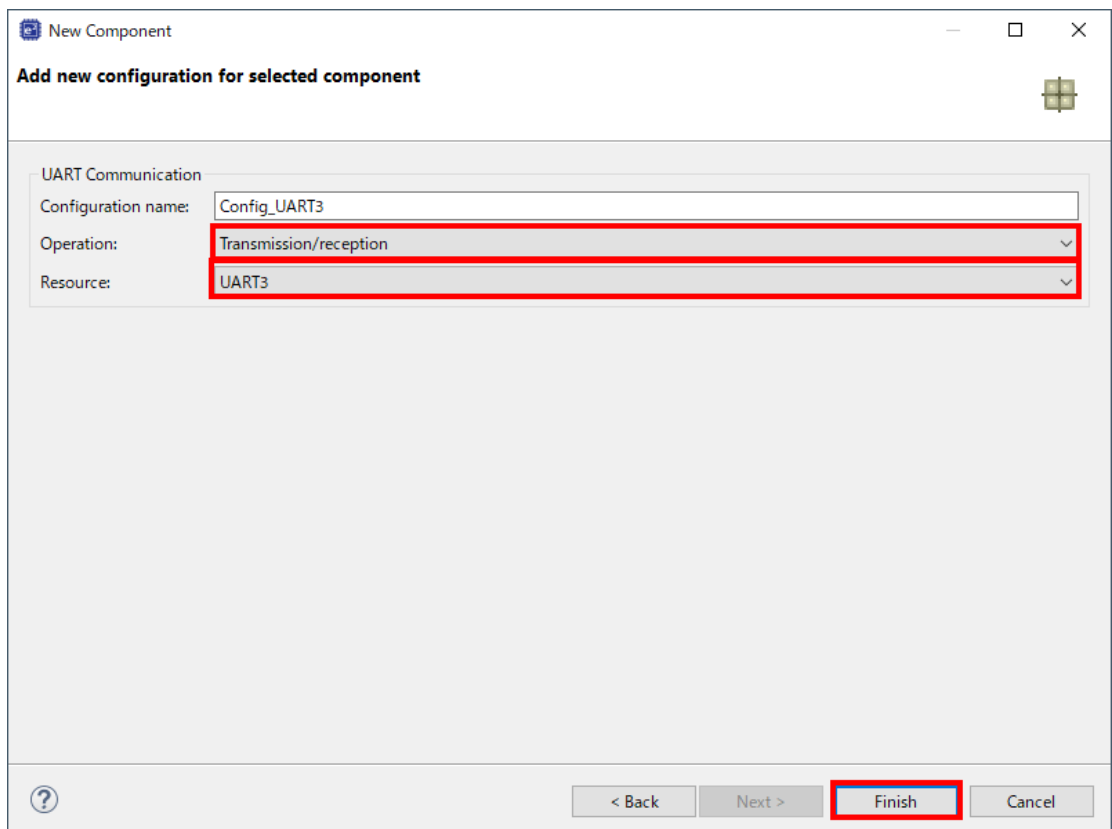 New Component
Add new configuration for selected component
UART Communication
Configuration name: Config_UART3
Operation: Transmission/reception
Resource: UART3
? < Back Next > Finish Cancel